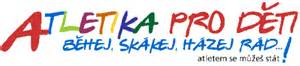 ATLETIKA PRO DĚTI
BĚHEJ, SKÁKEJ, HÁZEJ RÁD...!
atletem se můžeš stát